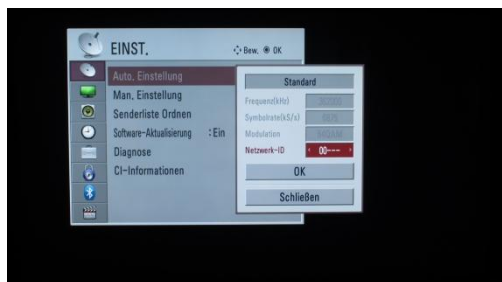 EINST.
Bew. OK
Auto. Einstellung
Man. Einstellung
Senderliste Ordnen
Software-Aktualisierung : Ein
Diagnose
CI-Informationen
Standard
Frequenz(kHz)
Symbolrate(kS/s)
Modulation
Netzwerk-ID 00---
OK
Schließen